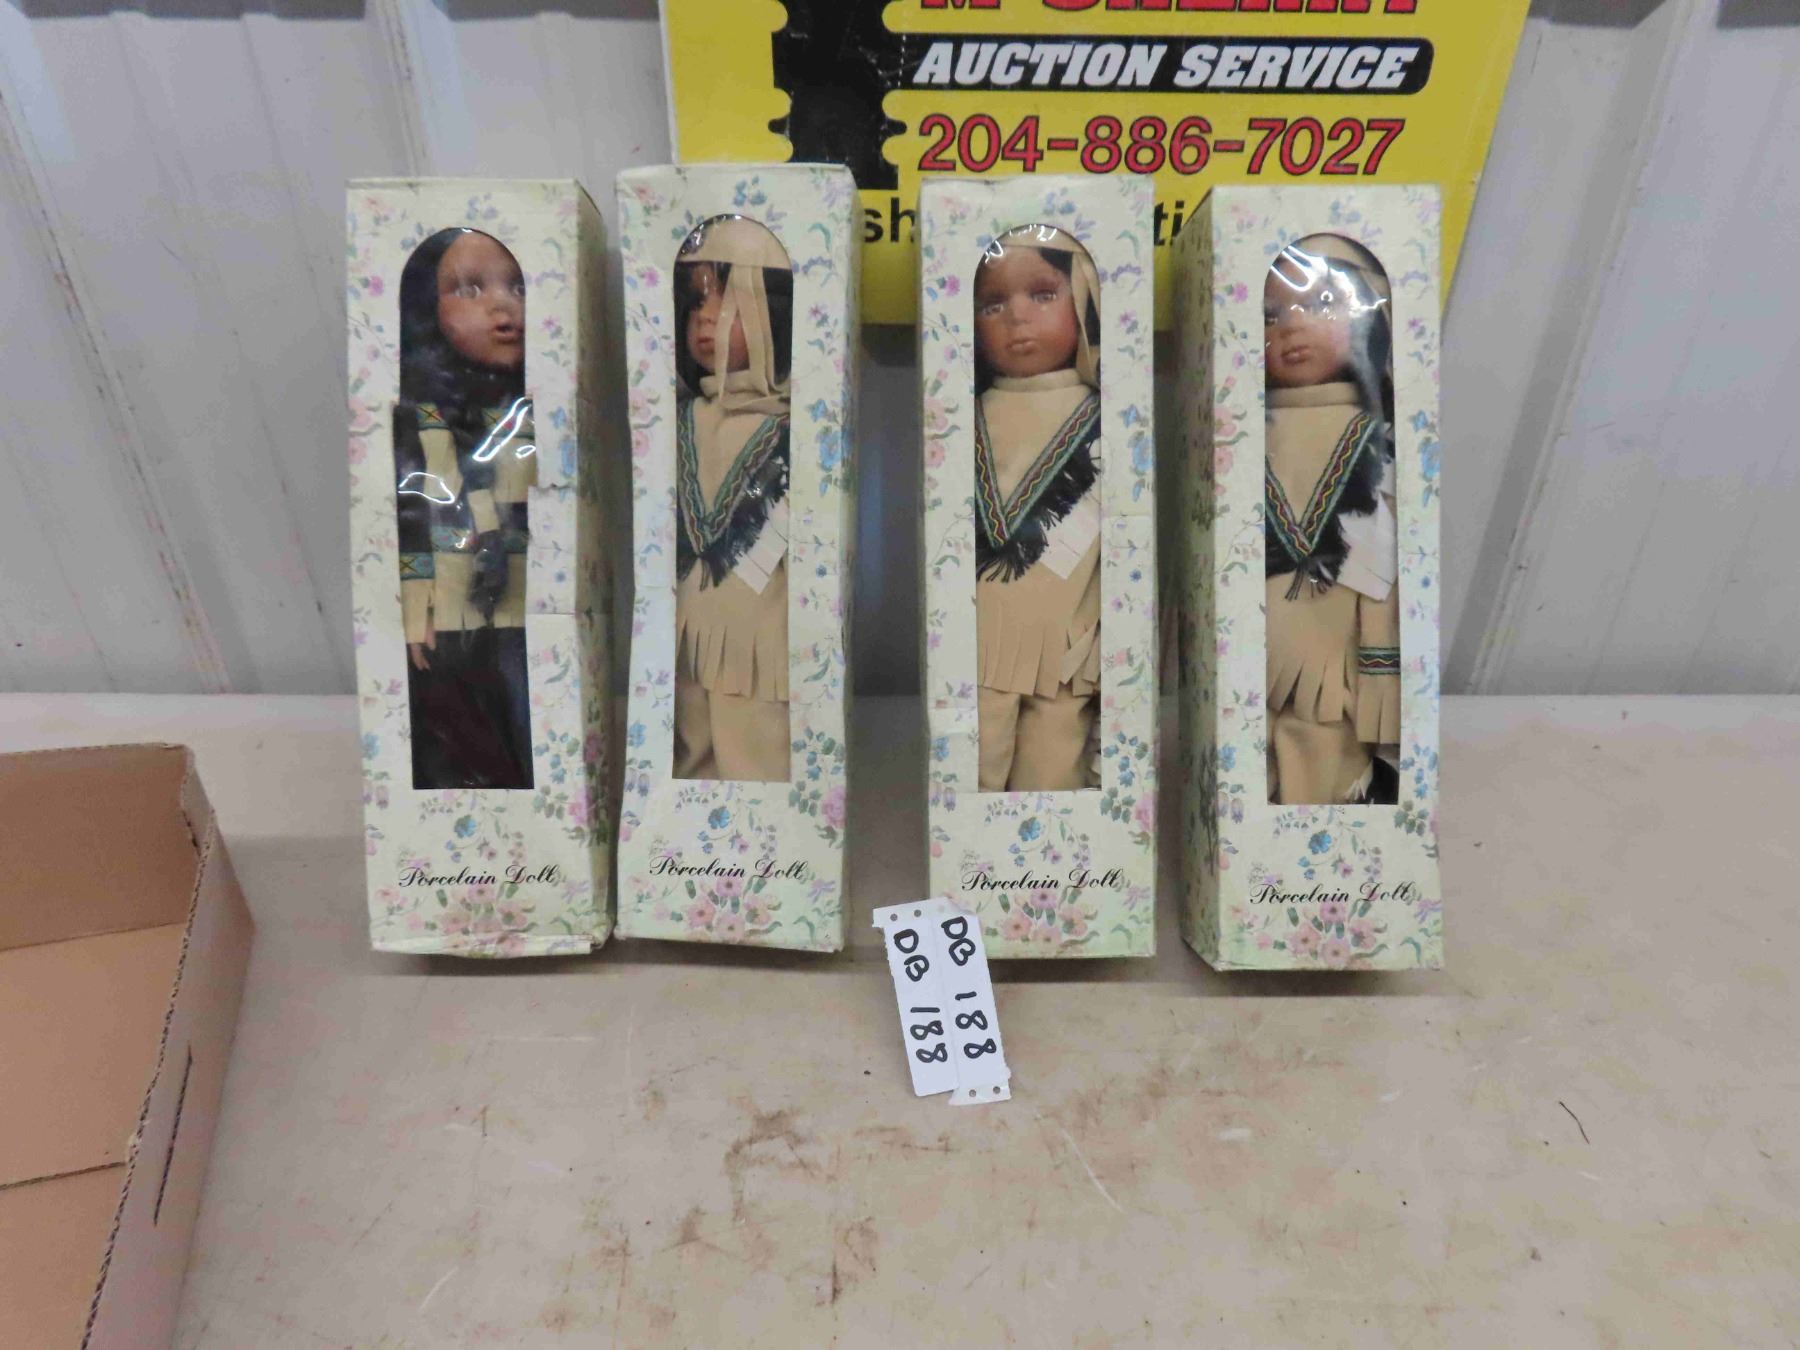 AUCTION SERVICE
204-886-7027
Porcelain Doll
Porcelain Doll
Porcelain Doll
Porcelain Doll
DB 188
DB 188